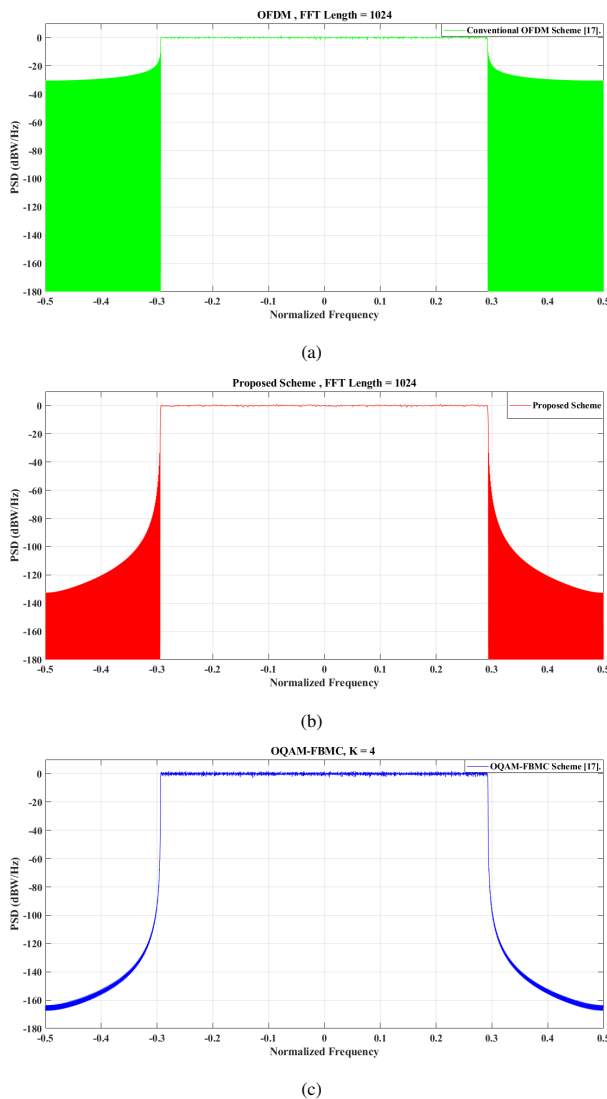 OFDM , FFT Length = 1024
Conventional OFDM Scheme [17].
PSD (dBW/Hz)
0
-20
-40
-60
-80
-100
-120
-140
-160
-180
-0.5 -0.4 -0.3 -0.2 -0.1 0 0.1 0.2 0.3 0.4 0.5
Normalized Frequency
(a)
Proposed Scheme , FFT Length = 1024
Proposed Scheme
PSD (dBW/Hz)
0
-20
-40
-60
-80
-100
-120
-140
-160
-180
-0.5 -0.4 -0.3 -0.2 -0.1 0 0.1 0.2 0.3 0.4 0.5
Normalized Frequency
(b)
OQAM-FBMC, K = 4
OQAM-FBMC Scheme [17].
PSD (dBW/Hz)
0
-20
-40
-60
-80
-100
-120
-140
-160
-180
-0.5 -0.4 -0.3 -0.2 -0.1 0 0.1 0.2 0.3 0.4 0.5
Normalized Frequency
(c)